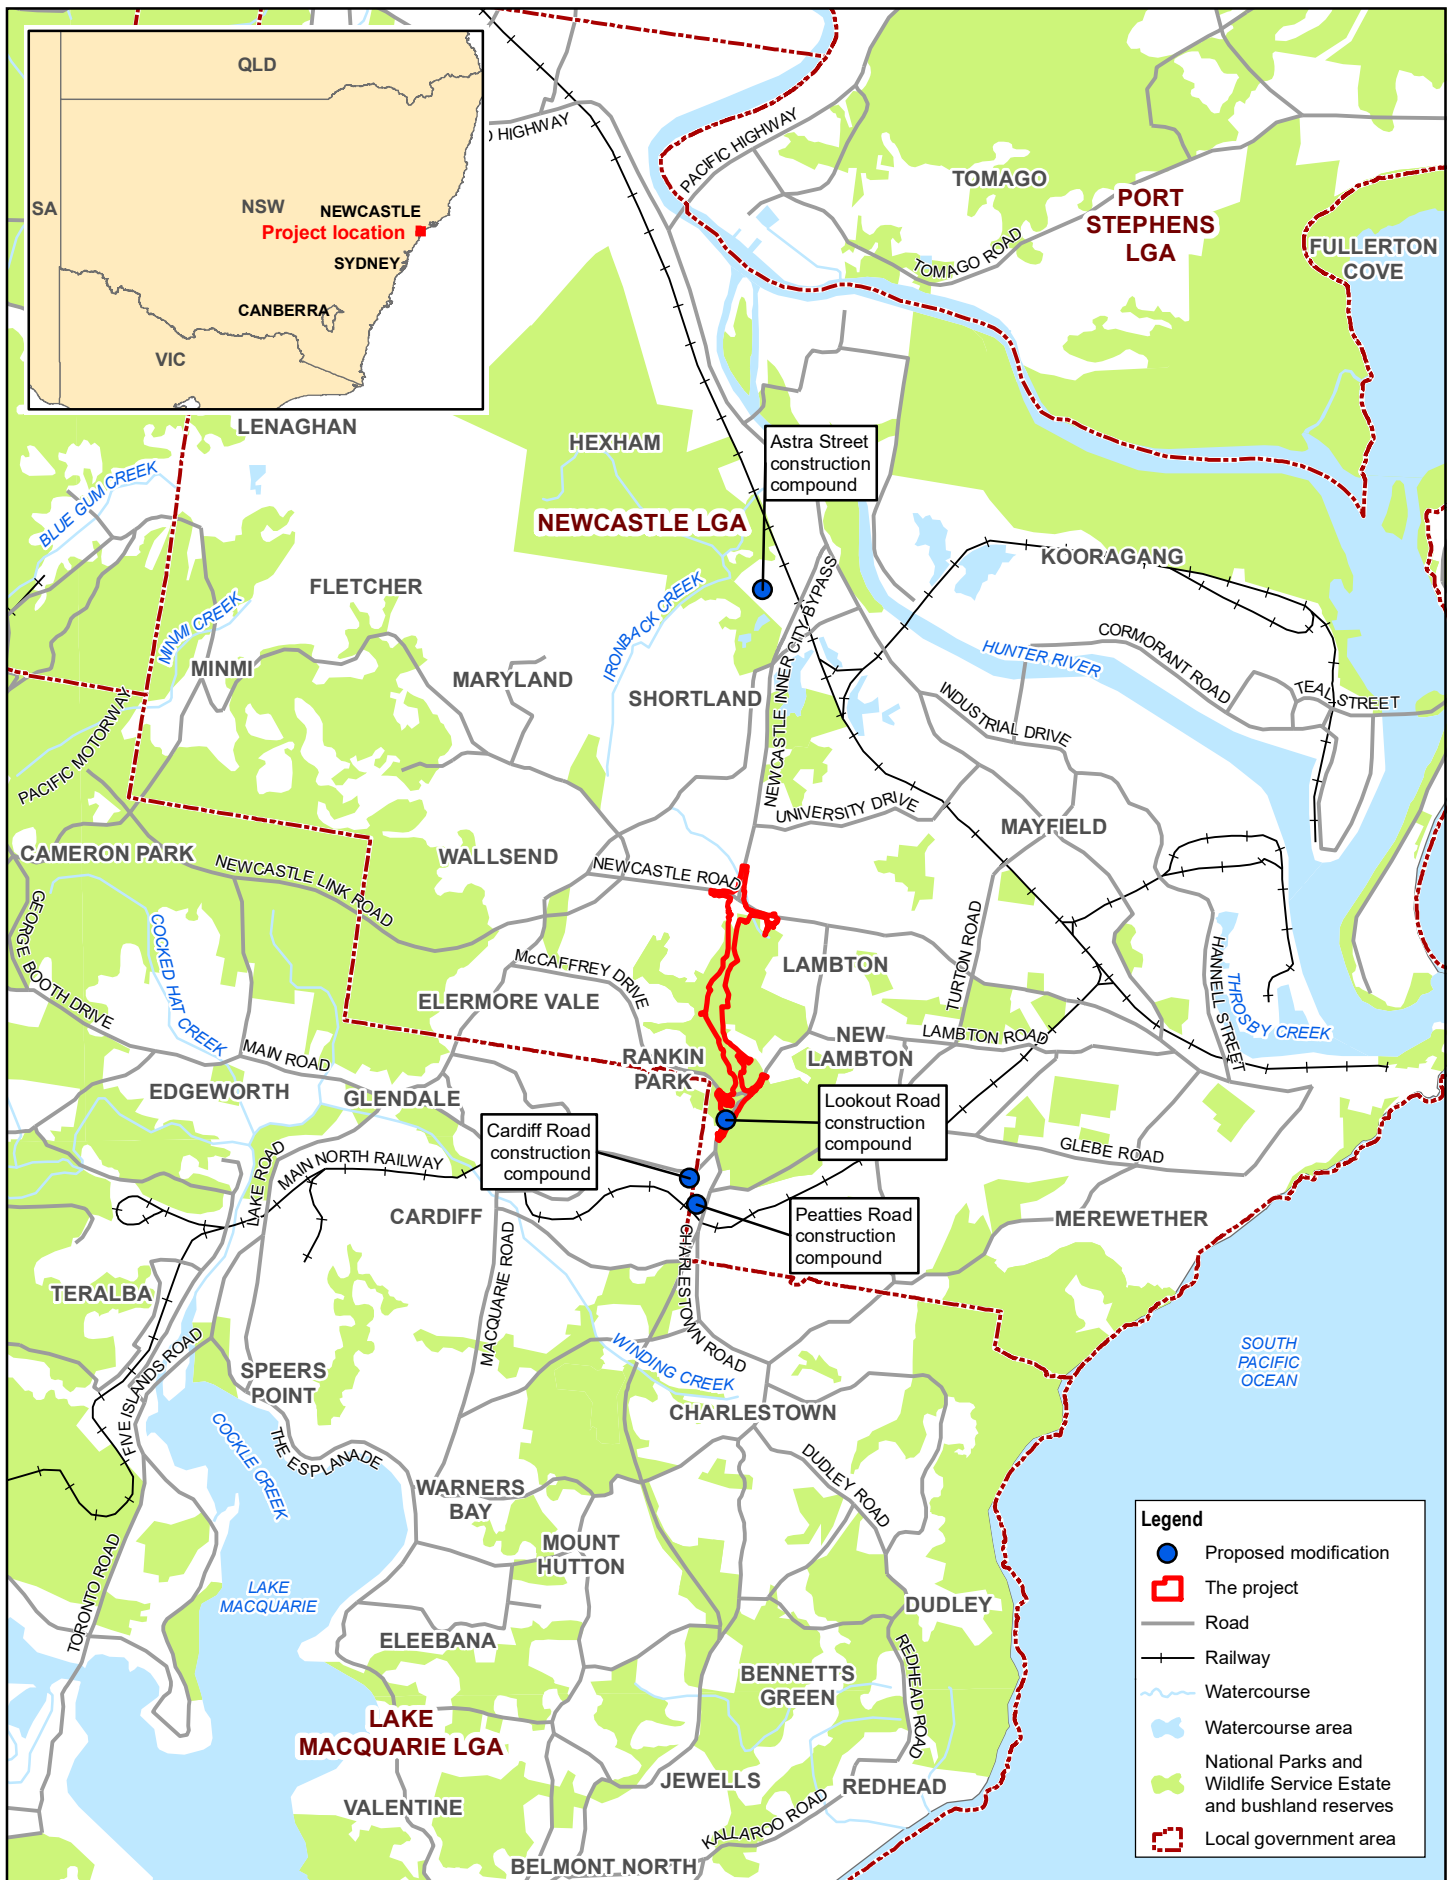 QLD
SA
NSW
NEWCASTLE
Project location
SYDNEY
CANBERRA
VIC
HIGHWAY
PACIFIC HIGHWAY
TOMAGO
PORT
STEPHENS
LGA
TOMAGO ROAD
FULLERTON
COVE
LENAGHAN
HEXHAM
Astra Street
construction
compound
BLUE GUM CREEK
NEWCASTLE LGA
KOORAGANG
FLETCHER
IRONBACK CREEK
MINMI CREEK
MINMI
MARYLAND
SHORTLAND
NEWCASTLE INNER CITY BYPASS
HUNTER RIVER
CORMORANT ROAD
TEAL STREET
INDUSTRIAL DRIVE
PACIFIC MOTORWAY
UNIVERSITY DRIVE
MAYFIELD
CAMERON PARK
NEWCASTLE LINK ROAD
WALLSEND
NEWCASTLE ROAD
GEORGE BOOTH DRIVE
COCKED HAT CREEK
McCAFFREY DRIVE
LAMBTON
TURTON ROAD
HANNELL STREET
THROSBY CREEK
ELERMORE VALE
NEW
LAMBTON
LAMBTON ROAD
RANKIN
PARK
MAIN ROAD
EDGEWORTH
GLENDALE
Lookout Road
construction
compound
Cardiff Road
construction
compound
GLEBE ROAD
LAKE ROAD
MAIN NORTH RAILWAY
CARDIFF
Peatties Road
construction
compound
MEREWETHER
MACQUARIE ROAD
CHARLESTOWN ROAD
TERALBA
FIVE ISLANDS ROAD
SPEERS
POINT
WINDING CREEK
SOUTH
PACIFIC
OCEAN
CHARLESTOWN
COCKLE CREEK
THE ESPLANADE
DUDLEY ROAD
WARNERS
BAY
MOUNT
HUTTON
TORONTO ROAD
LAKE
MACQUARIE
DUDLEY
ELEEBANA
REDHEAD ROAD
BENNETTS
GREEN
LAKE
MACQUARIE LGA
JEWELLS
REDHEAD
VALENTINE
KALLAROO ROAD
BELMONT NORTH
Legend
Proposed modification
The project
Road
Railway
Watercourse
Watercourse area
National Parks and
Wildlife Service Estate
and bushland reserves
Local government area